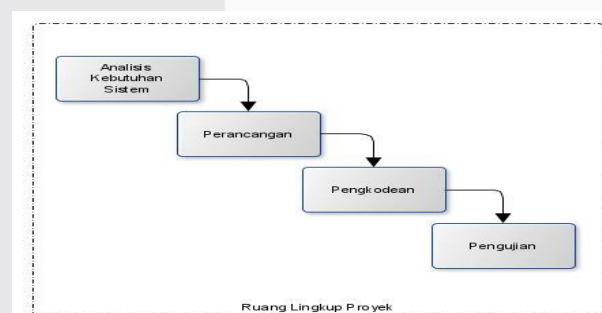 Analisis
Kebutuhan
Sistem
Perancangan
Pengkodean
Pengujian
Ruang Lingkup Proyek